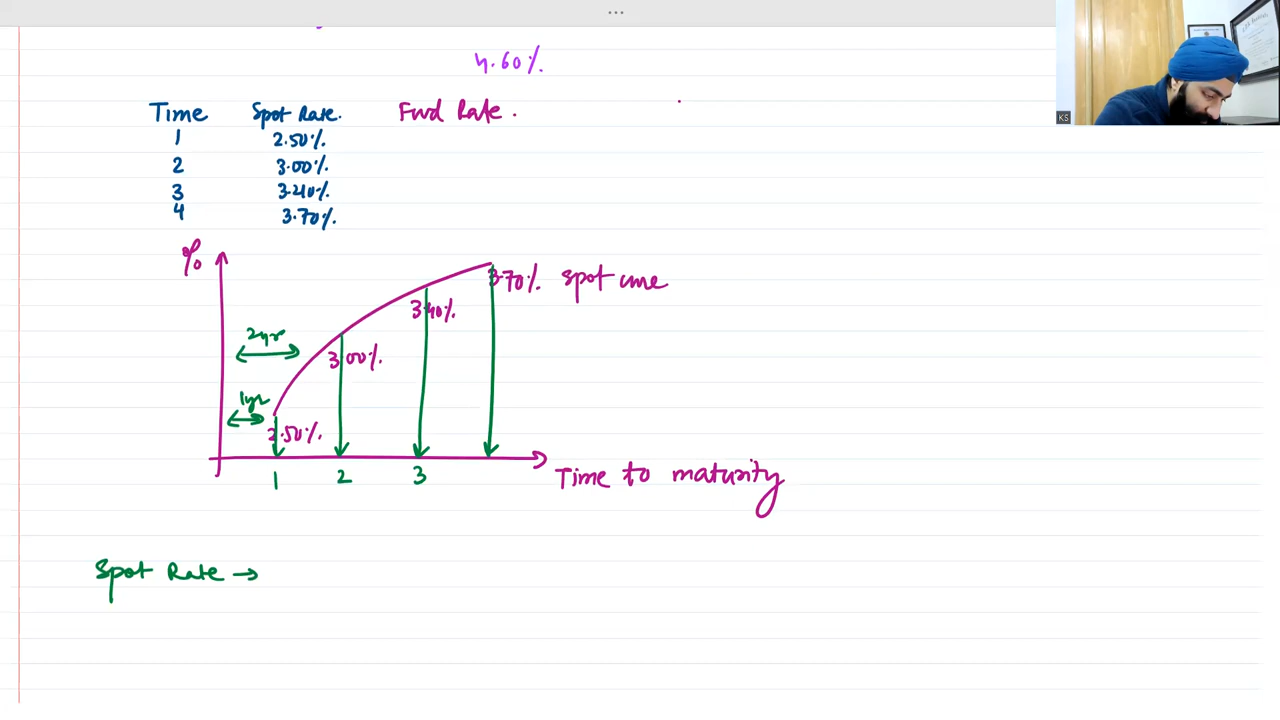 4.60%.
Time Spot Rate. Fwd Rate.
1 2.50%.
2 3.00%.
3 3.40%.
4 3.70%.
%
3.70%. Spot curve
3.40%.
2yr
3.00%.
1yr
2.50%.
1 2 3
Time to maturity
Spot Rate →
KS